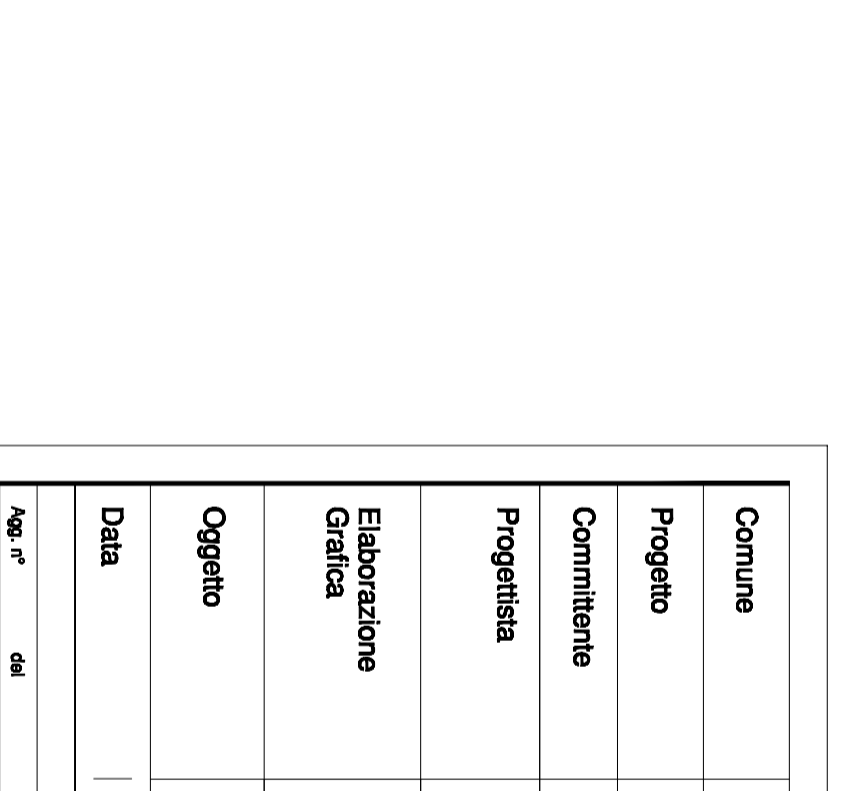 Comune
Progetto
Committente
Progettista
Elaborazione
Grafica
Oggetto
Data
Agg. n° del